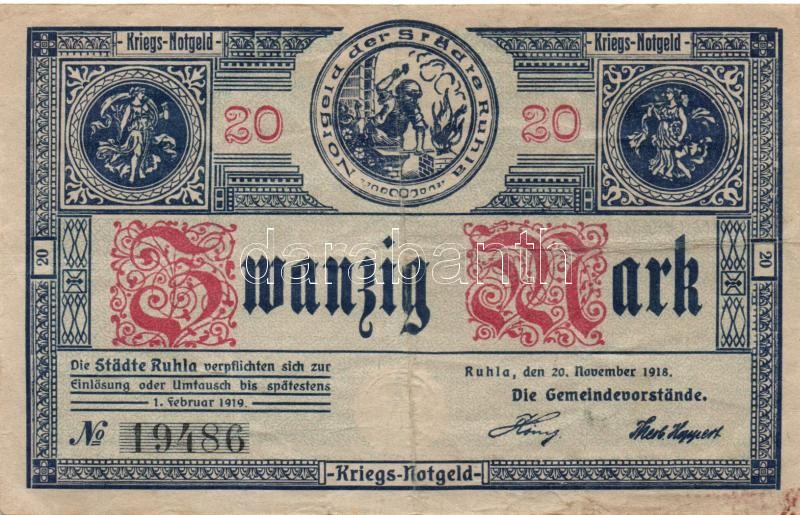 - Kriegs-Notgeld -
- Kriegs-Notgeld -
Notgeld der Städte Ruhla
20
20
darabanth
Zwanzig Mark
20
20
Die Städte Ruhla verpflichten sich zur
Einlösung oder Umtausch bis spätestens
1. Februar 1919.
Ruhla, den 20. November 1918.
Die Gemeindevorstände.
№ 19486
-Kriegs-Notgeld-